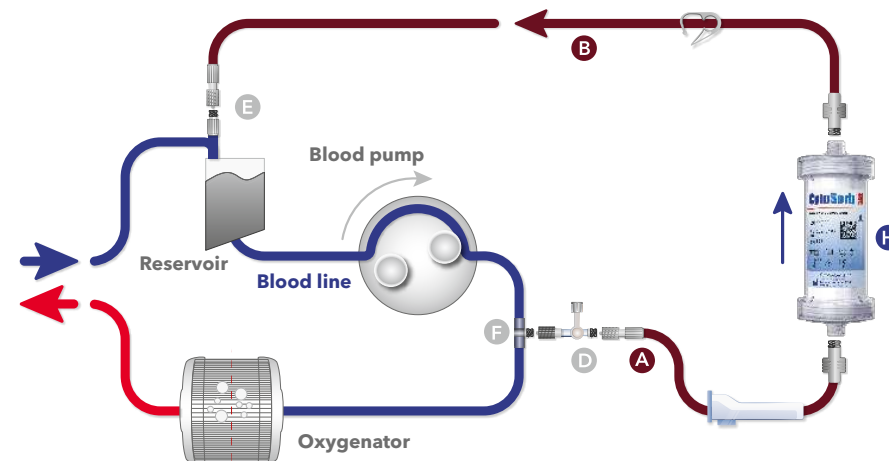 B
E
Blood pump
CytoSorb
H
Reservoir
Blood line
F
D
A
Oxygenator